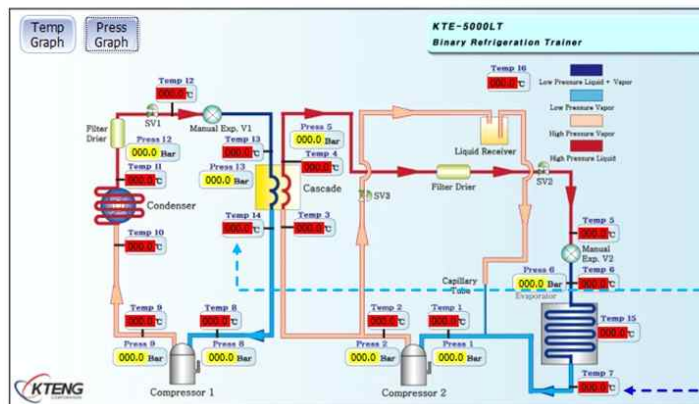 Temp
Graph
Press
Graph
KTE-5000LT
Binary Refrigeration Trainer
Temp 12
000.0 ℃
Temp 16
000.0 ℃
Low Pressure Liquid + Vapor
Low Pressure Vapor
High Pressure Vapor
High Pressure Liquid
Filter
Drier
SV1
Manual Exp. V1
Press 12
000.0 Bar
Temp 13
000.0 ℃
Press 5
000.0 Bar
Liquid Receiver
Temp 11
000.0 ℃
Press 13
000.0 Bar
Temp 4
000.0 ℃
Cascade
Filter Drier
SV2
SV3
Condenser
Temp 14
000.0 ℃
Temp 3
000.0 ℃
Temp 5
000.0 ℃
Temp 10
000.0 ℃
Manual
Exp. V2
Press 6
000.0 Bar
Temp 6
000.0 ℃
Capillary
Tube
Evaporator
Temp 9
000.0 ℃
Temp 8
000.0 ℃
Temp 2
000.0 ℃
Temp 1
000.0 ℃
Temp 15
000.0 ℃
Press 9
000.0 Bar
Press 8
000.0 Bar
Press 2
000.0 Bar
Press 1
000.0 Bar
Temp 7
000.0 ℃
Compressor 1
Compressor 2
KTENG